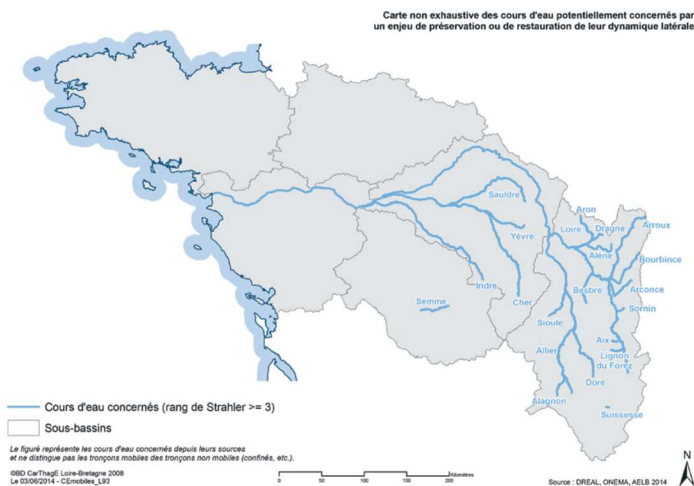 Carte non exhaustive des cours d'eau potentiellement concernés par
un enjeu de préservation ou de restauration de leur dynamique latérale
Sauldre
Aron
Loire
Dragne
Arroux
Yèvre
Alène
Bourbince
Indre
Cher
Besbre
Arconce
Semme
Sornin
Sioule
Aix
Allier
Lignon
du Forez
Dore
Alagnon
Suissesse
Cours d'eau concernés (rang de Strahler >= 3)
Sous-bassins
Le figuré représente les cours d'eau concernés depuis leurs sources
et ne distingue pas les tronçons mobiles des tronçons non mobiles (confinés, etc.).
©BD CarThagE Loire-Bretagne 2008
Le 03/06/2014 - CEmobiles_L93
0 50 100 150 200 Kilomètres
Source : DREAL, ONEMA, AELB 2014
N